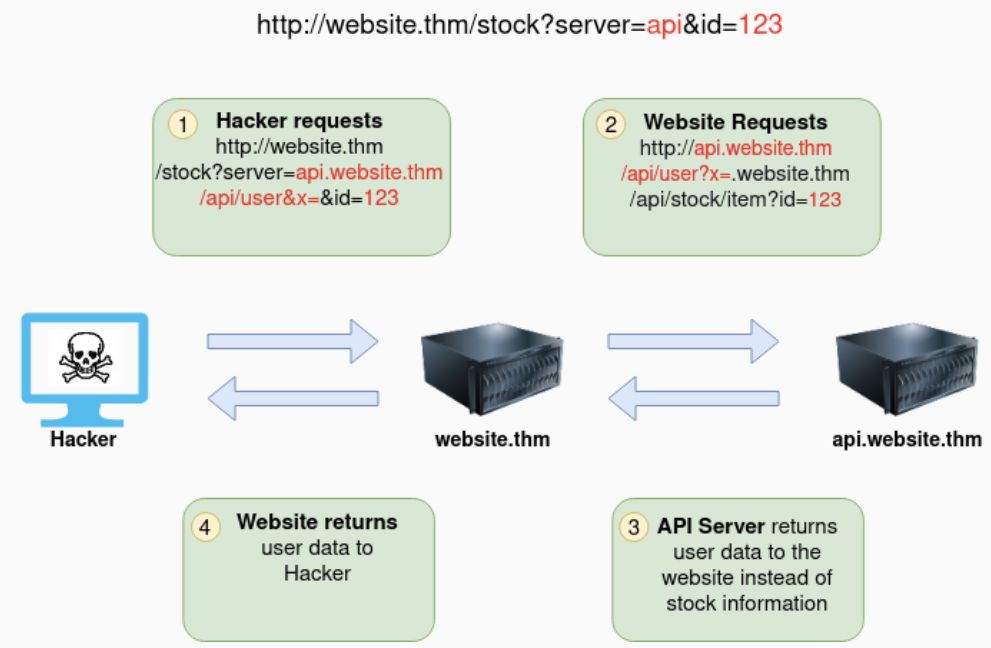 http://website.thm/stock?server=api&id=123
1
Hacker requests
http://website.thm
/stock?server=api.website.thm
/api/user&x=&id=123
2
Website Requests
http://api.website.thm
/api/user?x=.website.thm
/api/stock/item?id=123
Hacker
website.thm
api.website.thm
4
Website returns
user data to
Hacker
3
API Server returns
user data to the
website instead of
stock information